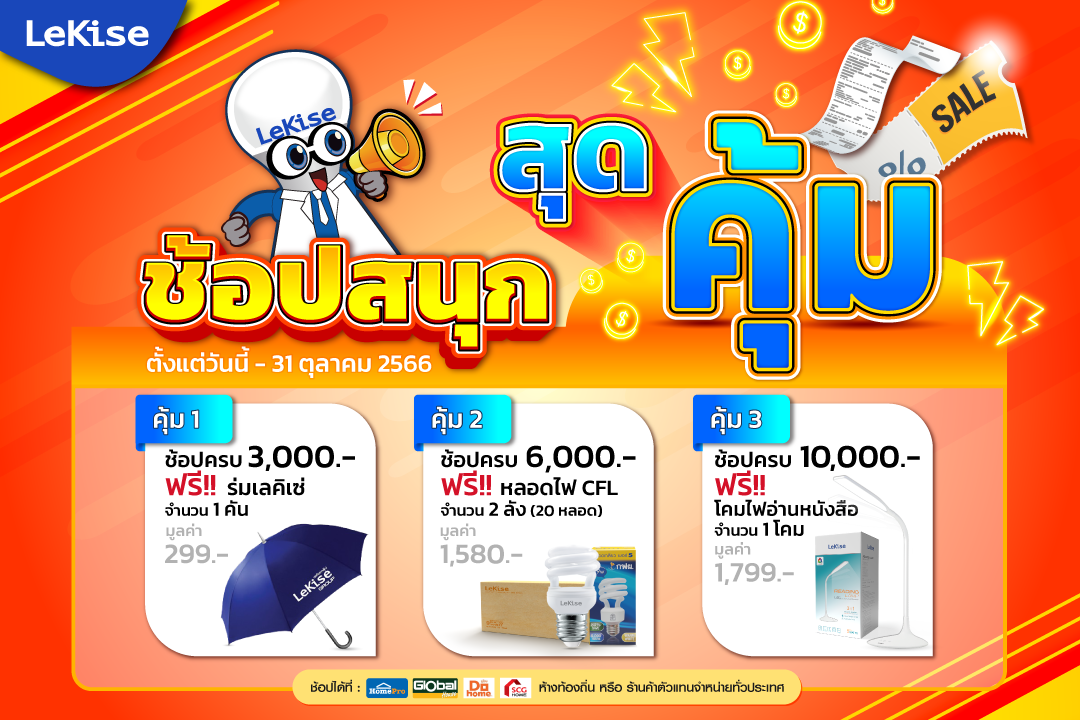 LeKise
LeKise
SALE
%
สุด
คุ้ม
ช้อปสนุก
ตั้งแต่วันนี้ - 31 ตุลาคม 2566
คุ้ม 1
ช้อปครบ 3,000.-
ฟรี!! ร่มเลคิเซ่
จำนวน 1 คัน
มูลค่า
299.-
LeKise
GROUP
คุ้ม 2
ช้อปครบ 6,000.-
ฟรี!! หลอดไฟ CFL
จำนวน 2 ลัง (20 หลอด)
มูลค่า
1,580.-
LeKise
LeKise
กฟผ.
คุ้ม 3
ช้อปครบ 10,000.-
ฟรี!!
โคมไฟอ่านหนังสือ
จำนวน 1 โคม
มูลค่า
1,799.-
LeKise
READING
ช้อปได้ที่ : HomePro Global House Do home SCG HOME ห้างท้องถิ่น หรือ ร้านค้าตัวแทนจำหน่ายทั่วประเทศ